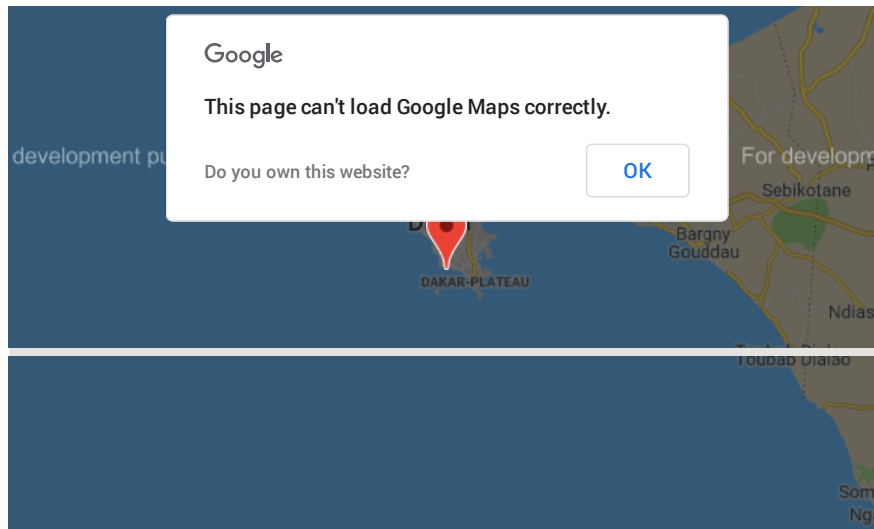 Google
This page can't load Google Maps correctly.
development pu
Do you own this website?
OK
For developm
Sebikotane
Bargny
Gouddau
DAKAR-PLATEAU
Ndias
Toubab Dialao
Som
Ng